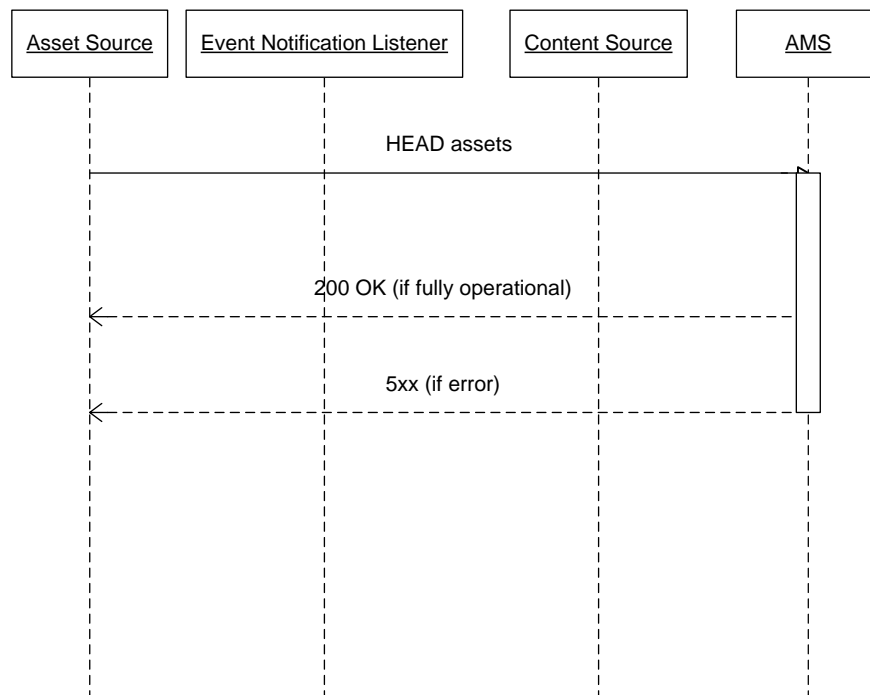 Asset Source
Event Notification Listener
Content Source
AMS
HEAD assets
200 OK (if fully operational)
5xx (if error)